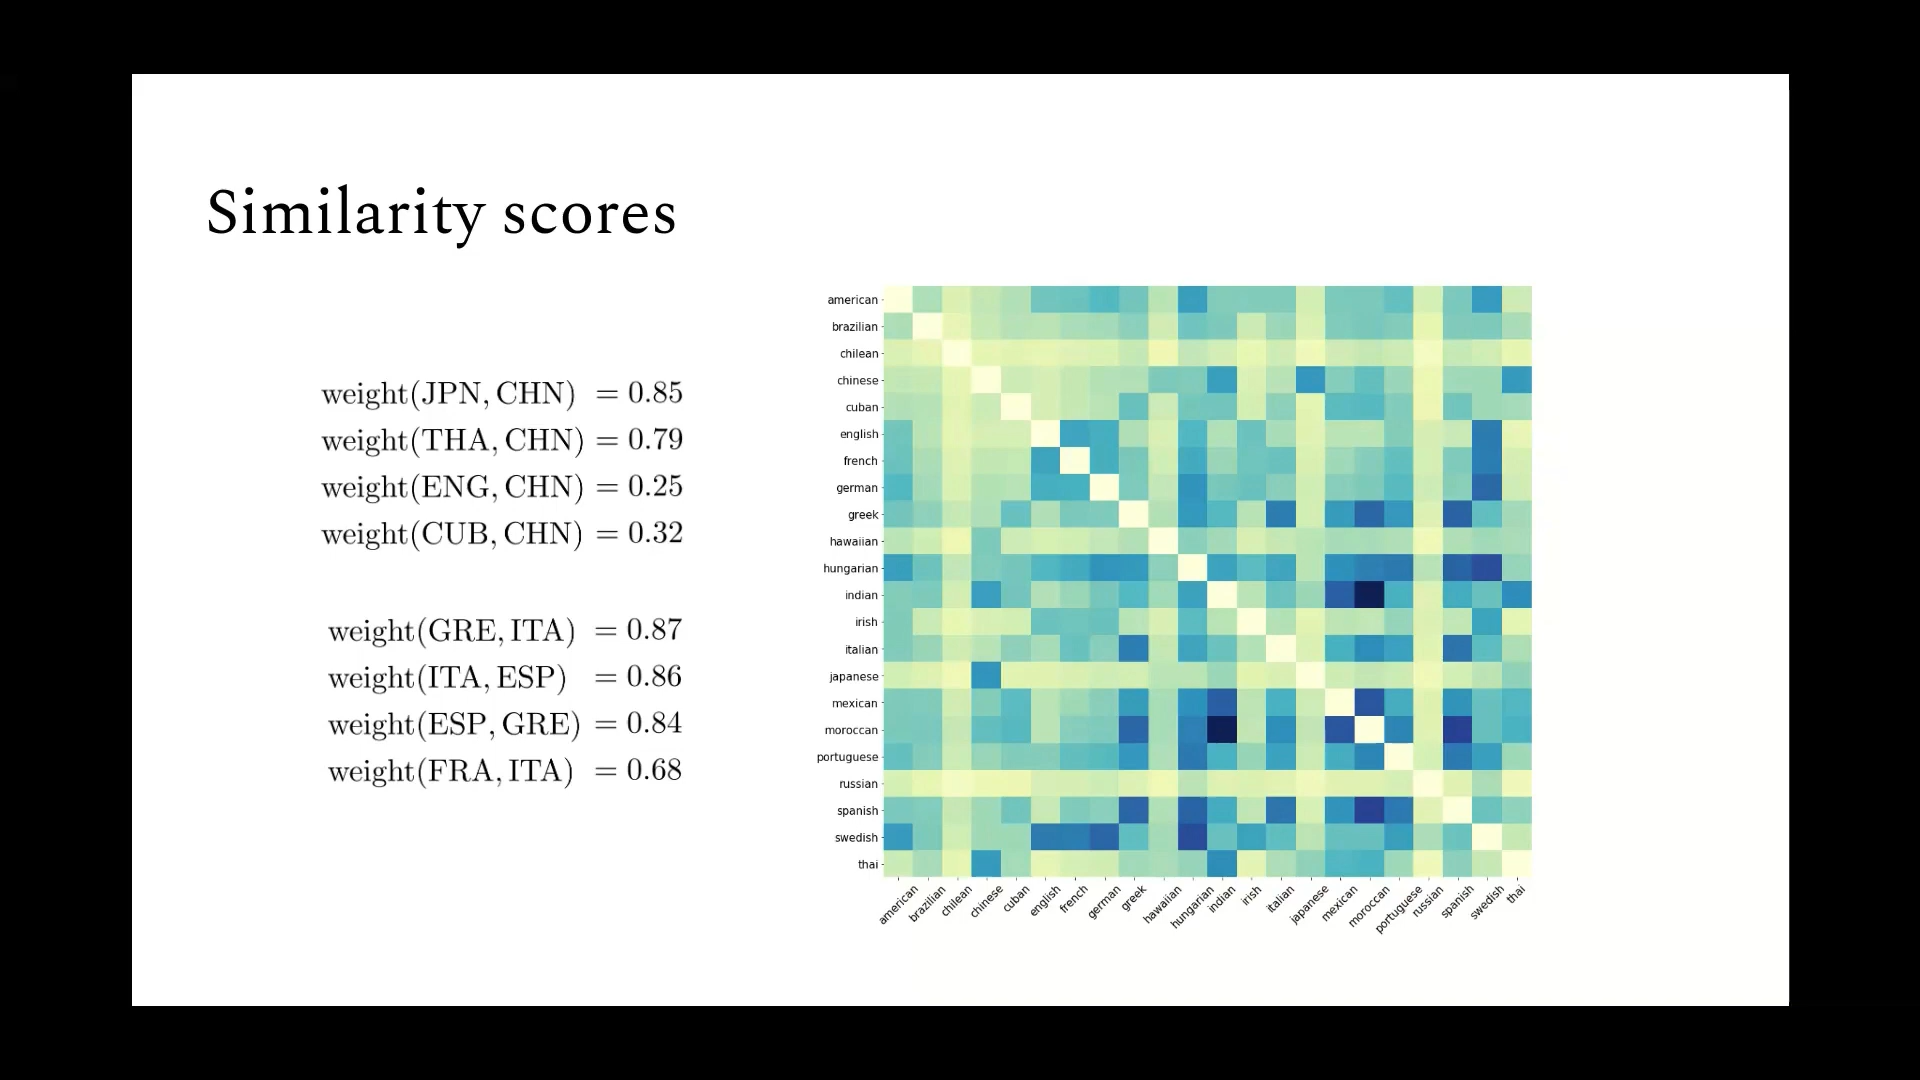 Similarity scores
weight(JPN, CHN) = 0.85
weight(THA, CHN) = 0.79
weight(ENG, CHN) = 0.25
weight(CUB, CHN) = 0.32
weight(GRE, ITA) = 0.87
weight(ITA, ESP) = 0.86
weight(ESP, GRE) = 0.84
weight(FRA, ITA) = 0.68
american
brazilian
chilean
chinese
cuban
english
french
german
greek
hawaiian
hungarian
indian
irish
italian
japanese
mexican
moroccan
portuguese
russian
spanish
swedish
thai
american
brazilian
chilean
chinese
cuban
english
french
german
greek
hawaiian
hungarian
indian
irish
italian
japanese
mexican
moroccan
portuguese
russian
spanish
swedish
thai